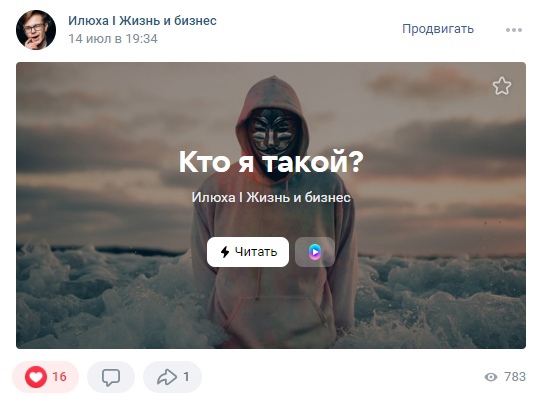 Илюха I Жизнь и бизнес
14 июл в 19:34
Продвигать
Кто я такой?
Илюха I Жизнь и бизнес
Читать
16
1
783